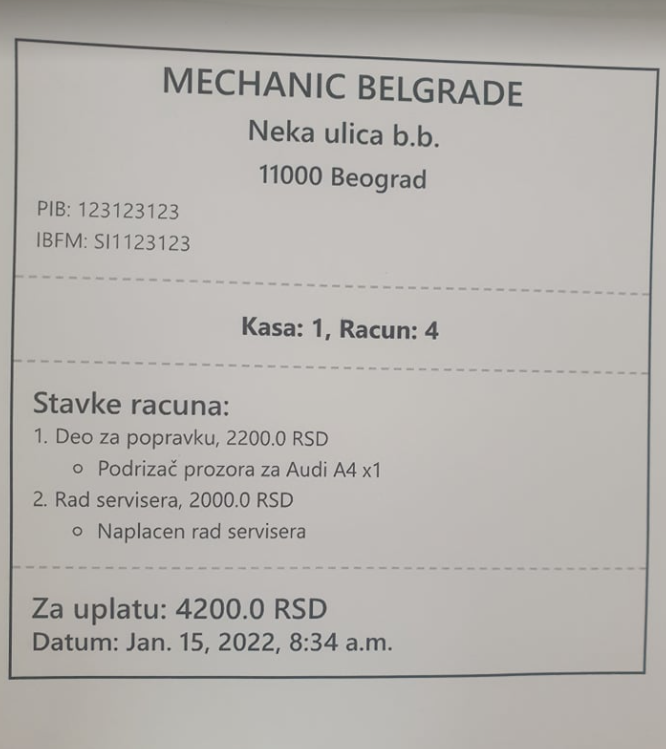 MECHANIC BELGRADE
Neka ulica b.b.
11000 Beograd
PIB: 123123123
IBFM: SI1123123
Kasa: 1, Racun: 4
Stavke racuna:
1. Deo za popravku, 2200.0 RSD
○ Podrizač prozora za Audi A4 x1
2. Rad servisera, 2000.0 RSD
○ Naplacen rad servisera
Za uplatu: 4200.0 RSD
Datum: Jan. 15, 2022, 8:34 a.m.